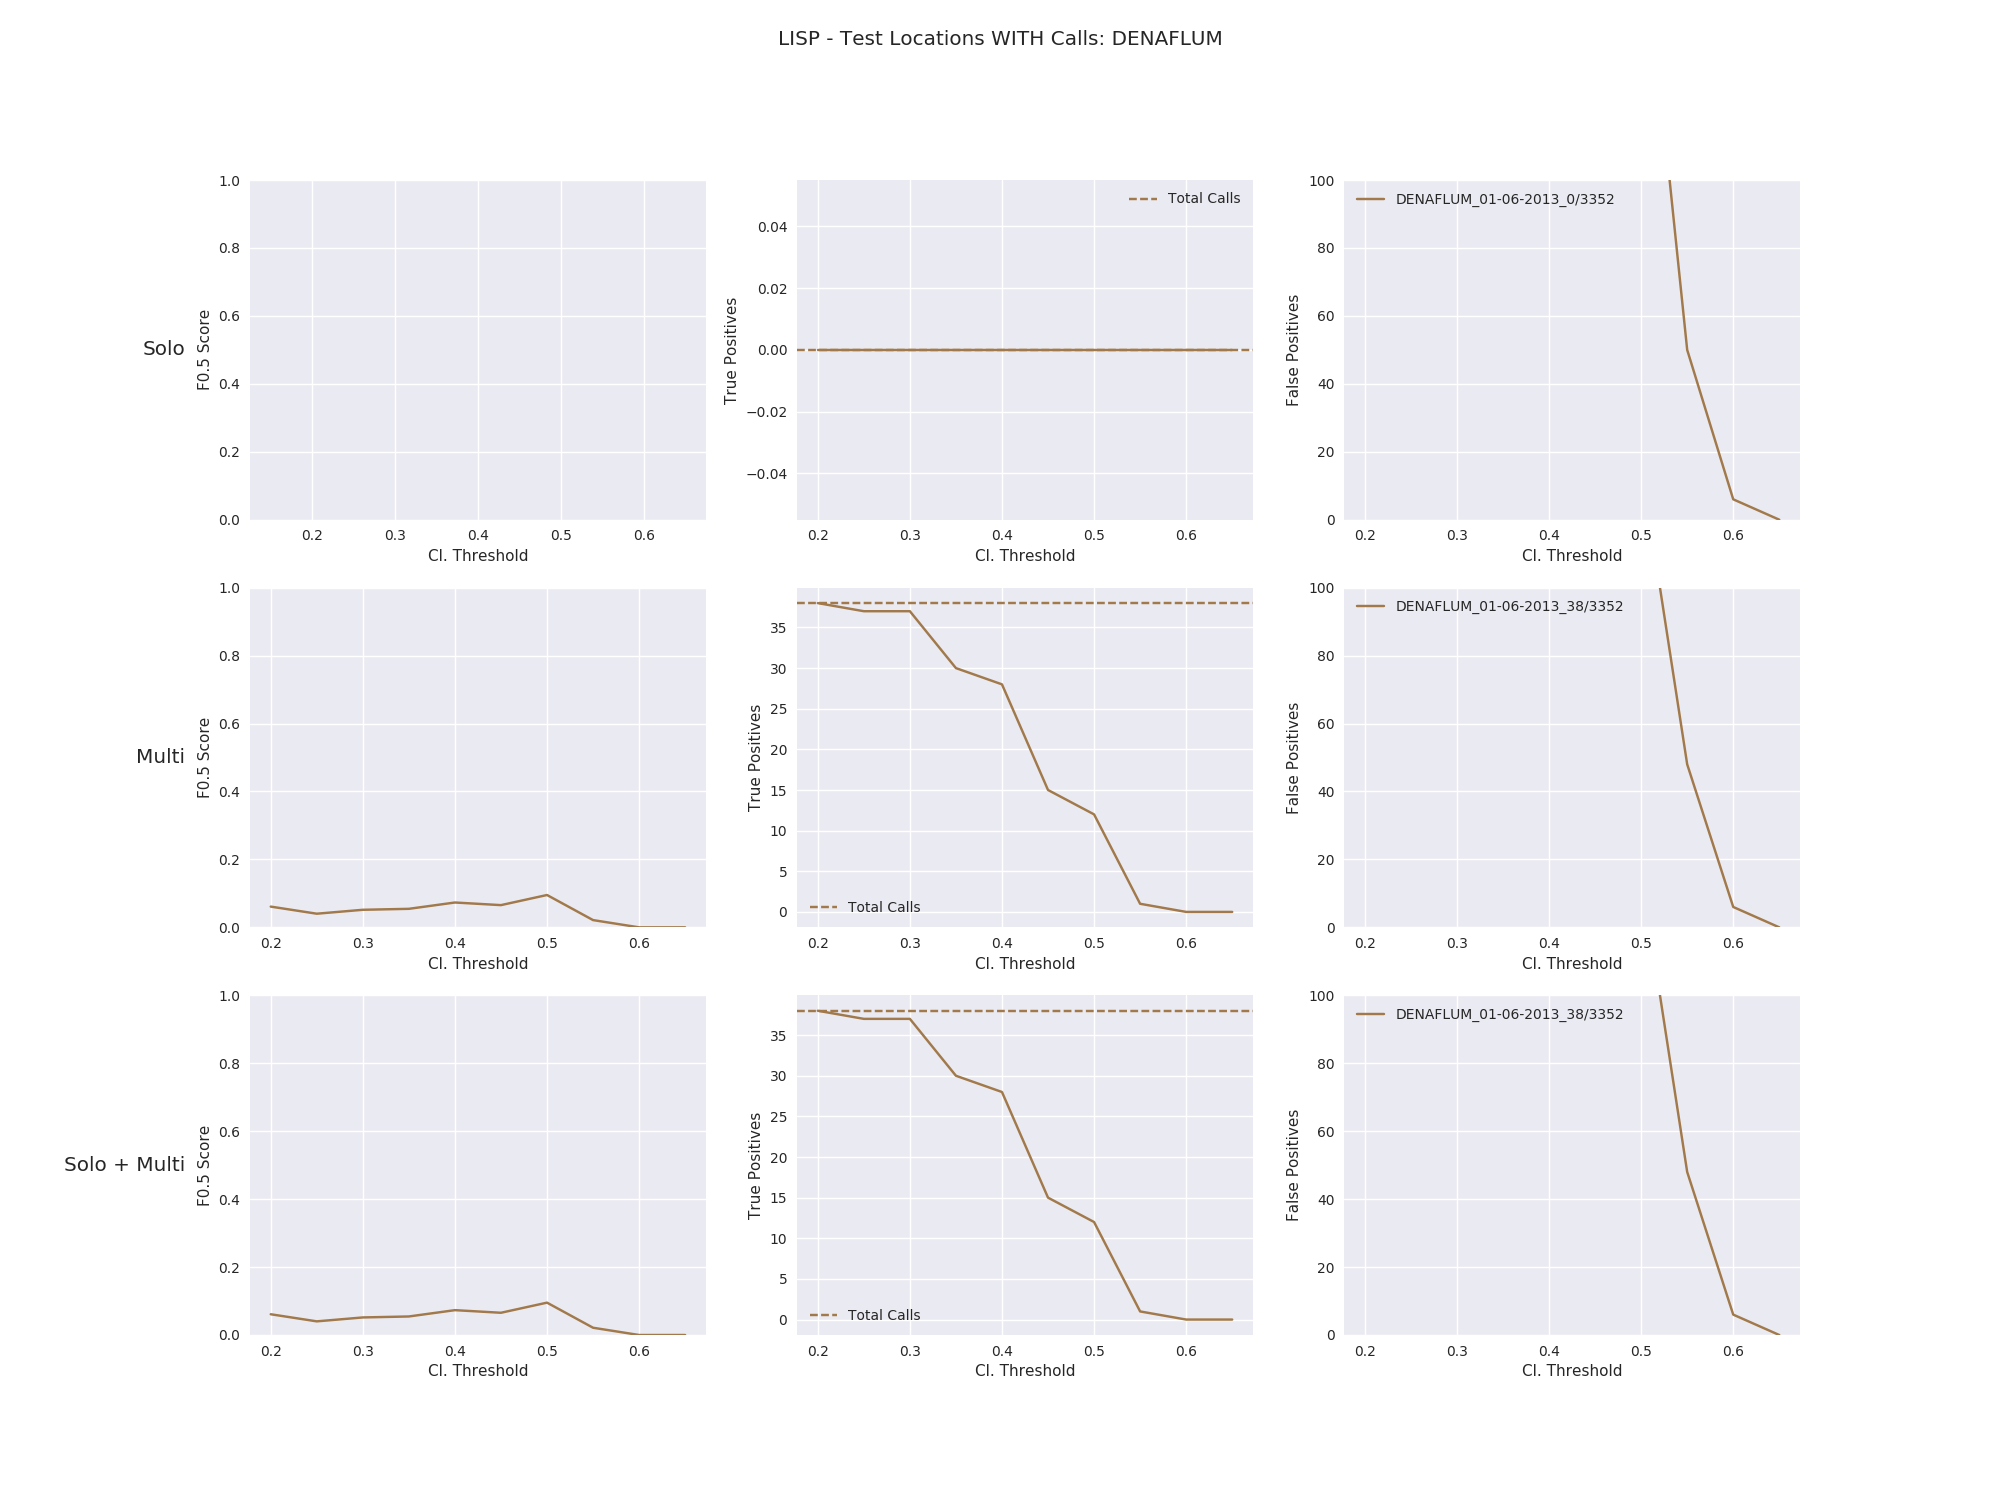 LISP - Test Locations WITH Calls: DENAFLUM
Solo
F0.5 Score
1.0
0.8
0.6
0.4
0.2
0.0
0.2 0.3 0.4 0.5 0.6
Cl. Threshold
True Positives
0.04
0.02
0.00
−0.02
−0.04
Total Calls
0.2 0.3 0.4 0.5 0.6
Cl. Threshold
False Positives
100
80
60
40
20
0
DENAFLUM_01-06-2013_0/3352
0.2 0.3 0.4 0.5 0.6
Cl. Threshold
Multi
F0.5 Score
1.0
0.8
0.6
0.4
0.2
0.0
0.2 0.3 0.4 0.5 0.6
Cl. Threshold
True Positives
35
30
25
20
15
10
5
0
Total Calls
0.2 0.3 0.4 0.5 0.6
Cl. Threshold
False Positives
100
80
60
40
20
0
DENAFLUM_01-06-2013_38/3352
0.2 0.3 0.4 0.5 0.6
Cl. Threshold
Solo + Multi
F0.5 Score
1.0
0.8
0.6
0.4
0.2
0.0
0.2 0.3 0.4 0.5 0.6
Cl. Threshold
True Positives
35
30
25
20
15
10
5
0
Total Calls
0.2 0.3 0.4 0.5 0.6
Cl. Threshold
False Positives
100
80
60
40
20
0
DENAFLUM_01-06-2013_38/3352
0.2 0.3 0.4 0.5 0.6
Cl. Threshold